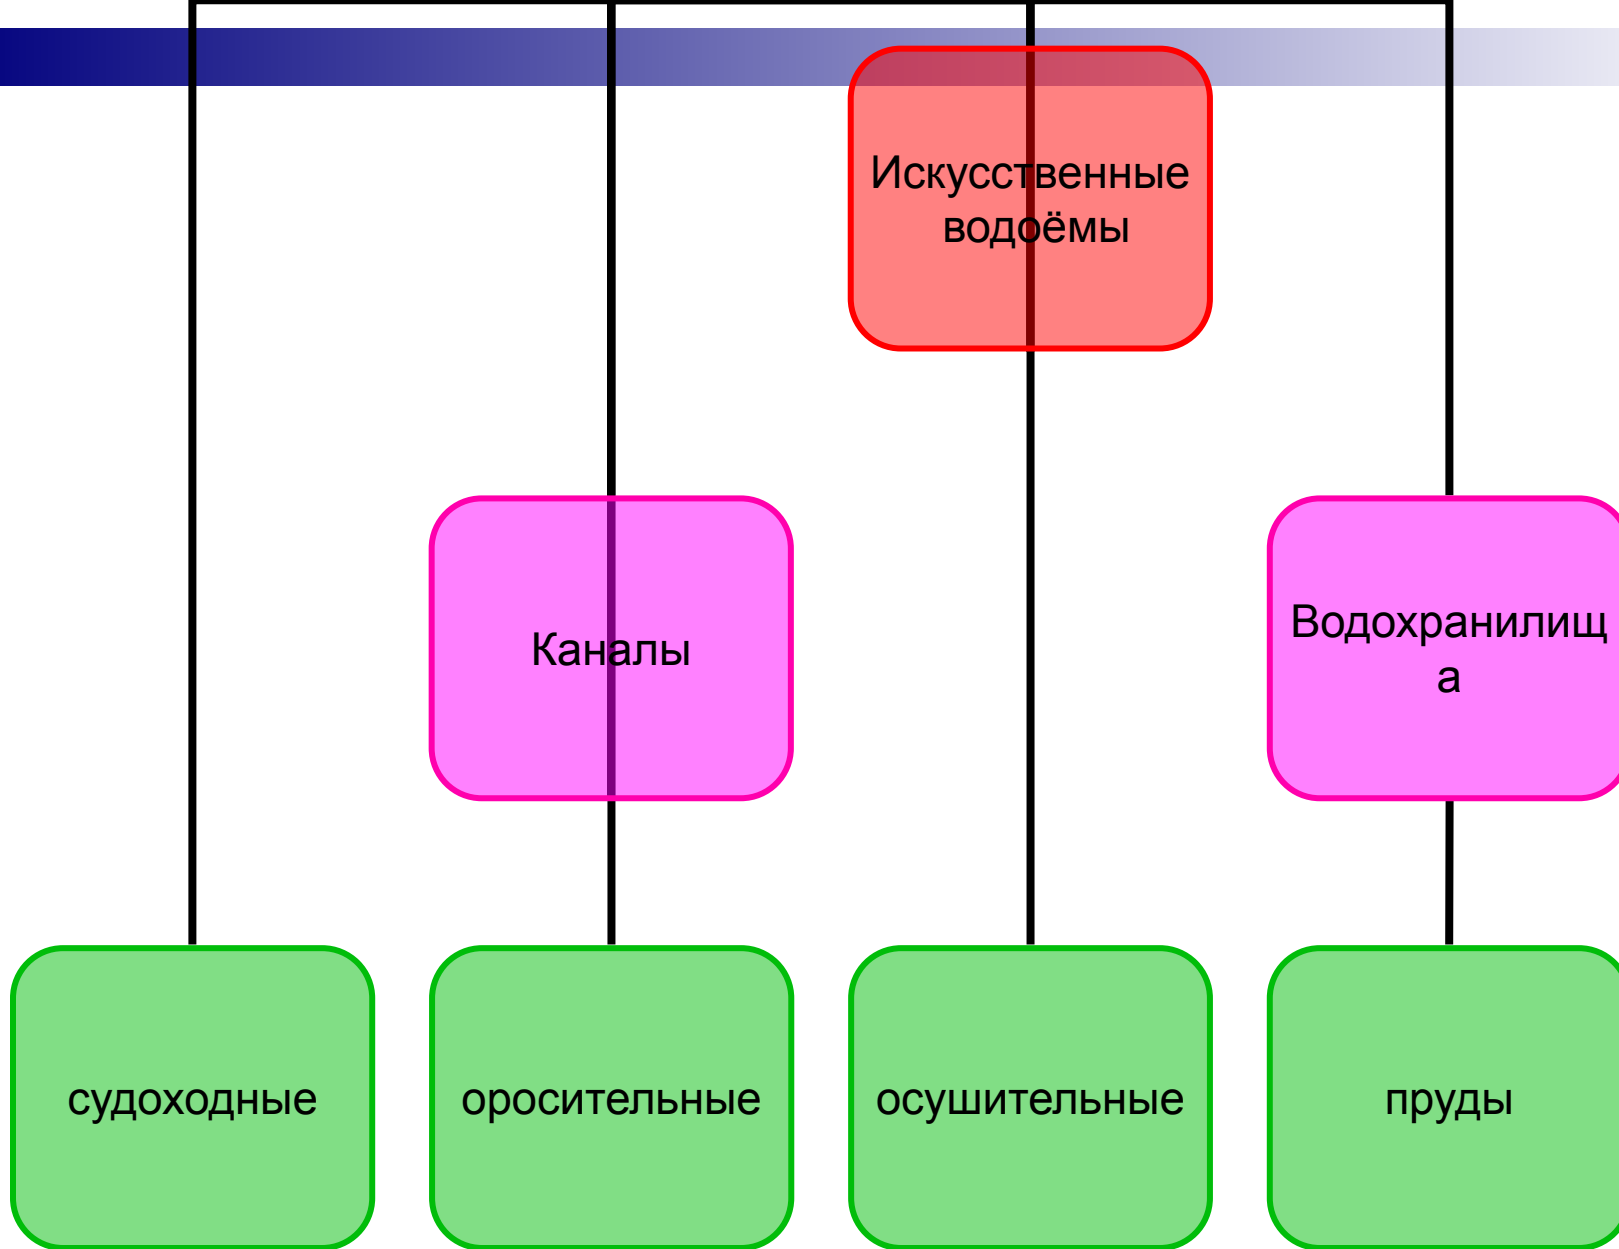 Искусственные
водоёмы
Каналы
Водохранилищ
а
судоходные
оросительные
осушительные
пруды